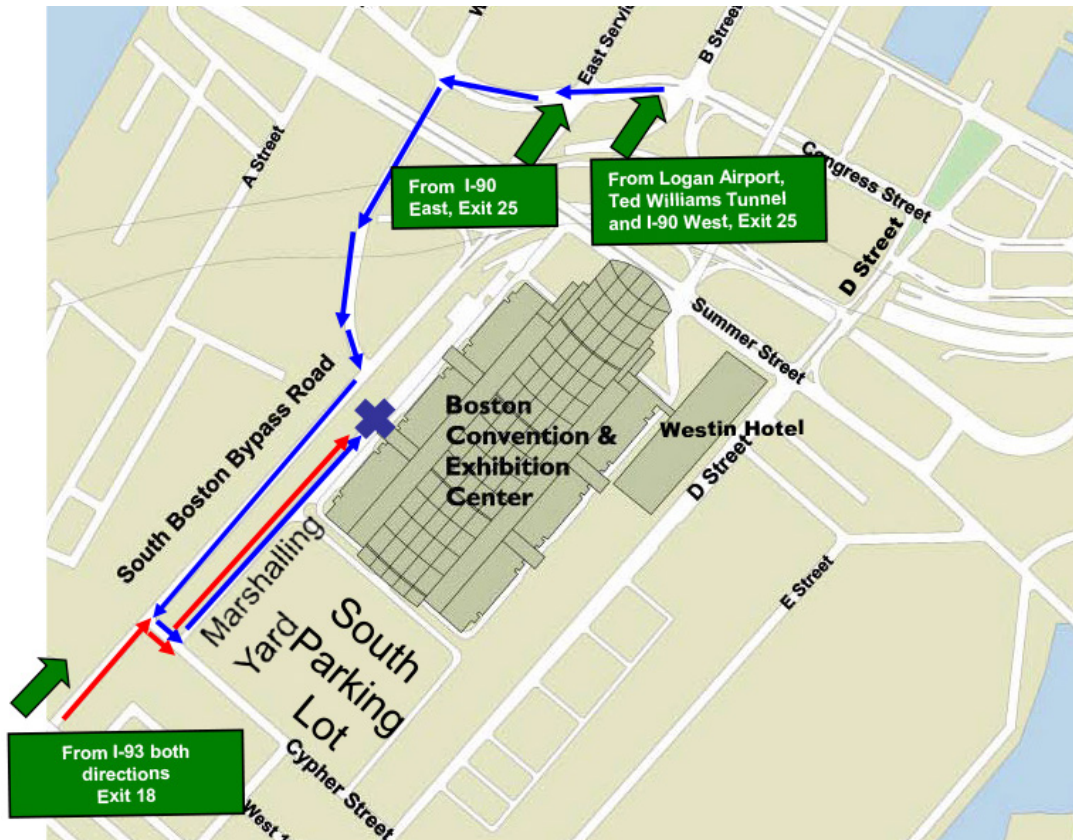 W
East Servic
B Street
A Street
Congress Street
From I-90
East, Exit 25
From Logan Airport,
Ted Williams Tunnel
and I-90 West, Exit 25
D Street
Summer Street
South Boston Bypass Road
Boston
Convention &
Exhibition
Center
Westin Hotel
D Street
E Street
Marshalling
Yard
South
Parking
Lot
From I-93 both
directions
Exit 18
Cypher Street
West 1